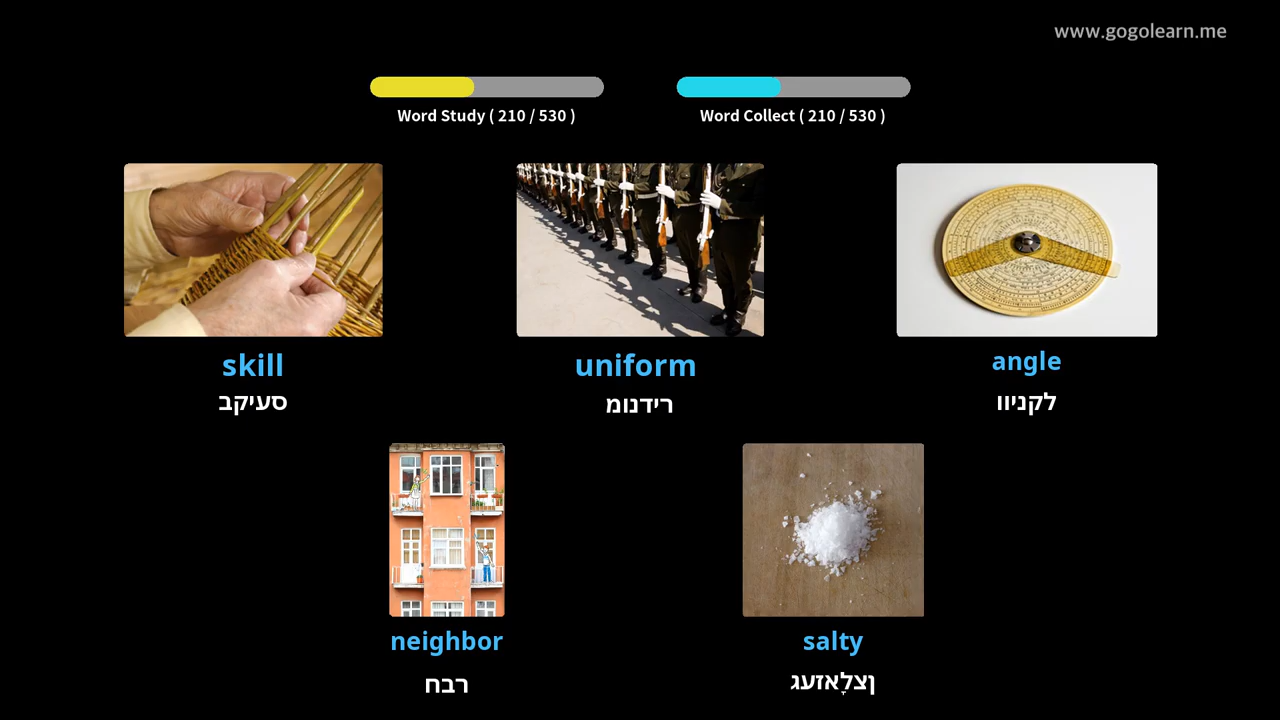 www.gogolearn.me
Word Study ( 210 / 530 )
Word Collect ( 210 / 530 )
skill
סעיקב
uniform
רידנומ
angle
לקניוו
neighbor
רבח
salty
ןצלָאזעג